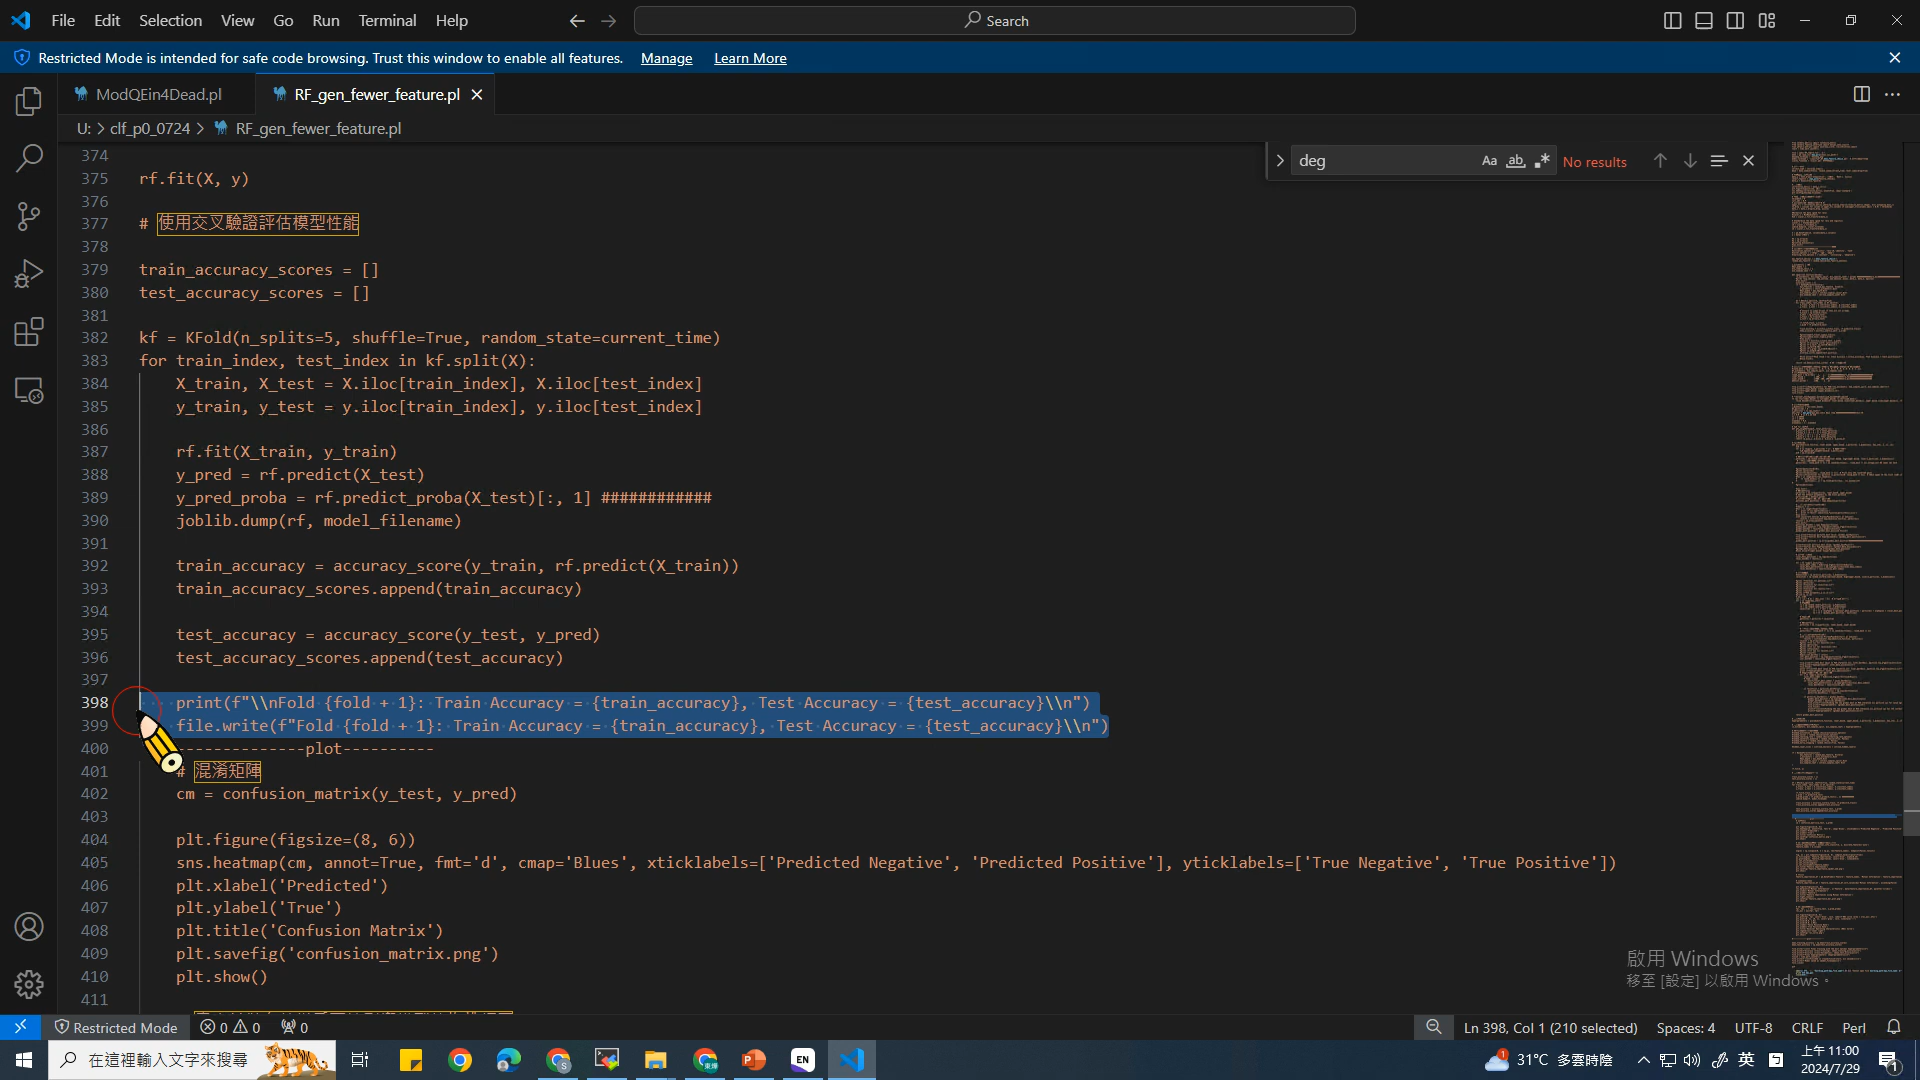 File Edit Selection View Go Run Terminal Help
Search
Restricted Mode is intended for safe code browsing. Trust this window to enable all features. Manage Learn More
ModQEin4Dead.pl RF_gen_fewer_feature.pl
U: > clf_p0_0724 > RF_gen_fewer_feature.pl
deg Aa ab .* No results
374
375 rf.fit(X, y)
376
377 # 使用交叉驗證評估模型性能
378
379 train_accuracy_scores = []
380 test_accuracy_scores = []
381
382 kf = KFold(n_splits=5, shuffle=True, random_state=current_time)
383 for train_index, test_index in kf.split(X):
384 X_train, X_test = X.iloc[train_index], X.iloc[test_index]
385 y_train, y_test = y.iloc[train_index], y.iloc[test_index]
386
387 rf.fit(X_train, y_train)
388 y_pred = rf.predict(X_test)
389 y_pred_proba = rf.predict_proba(X_test)[:, 1] ############
390 joblib.dump(rf, model_filename)
391
392 train_accuracy = accuracy_score(y_train, rf.predict(X_train))
393 train_accuracy_scores.append(train_accuracy)
394
395 test_accuracy = accuracy_score(y_test, y_pred)
396 test_accuracy_scores.append(test_accuracy)
397
398 print(f"\\nFold {fold + 1}: Train Accuracy = {train_accuracy}, Test Accuracy = {test_accuracy}\\n")
399 file.write(f"Fold {fold + 1}: Train Accuracy = {train_accuracy}, Test Accuracy = {test_accuracy}\\n")
400 --------------plot----------
401 # 混淆矩陣
402 cm = confusion_matrix(y_test, y_pred)
403
404 plt.figure(figsize=(8, 6))
405 sns.heatmap(cm, annot=True, fmt='d', cmap='Blues', xticklabels=['Predicted Negative', 'Predicted Positive'], yticklabels=['True Negative', 'True Positive'])
406 plt.xlabel('Predicted')
407 plt.ylabel('True')
408 plt.title('Confusion Matrix')
409 plt.savefig('confusion_matrix.png')
410 plt.show()
411
啟用 Windows
移至 [設定] 以啟用 Windows。
Restricted Mode 0 0 0 Ln 398, Col 1 (210 selected) Spaces: 4 UTF-8 CRLF Perl
在這裡輸入文字來搜尋 EN 1 31°C 多雲時陰 英 上午 11:00
2024/7/29 1